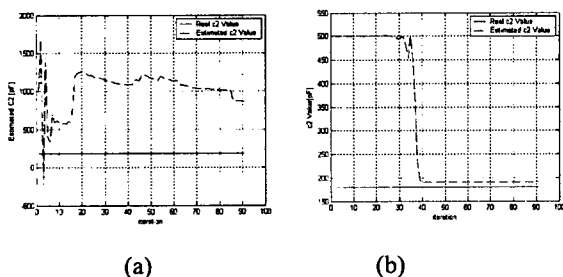 Real c2 Value
Estimated c2 Value
Estimated C2 [pF]
2000
1500
1000
500
0
-500
0 10 20 30 40 50 60 70 80 90 100
iteration
(a)
Real c2 Value
Estimated c2 Value
c2 Value[pF]
550
500
450
400
350
300
250
200
150
0 10 20 30 40 50 60 70 80 90 100
iteration
(b)